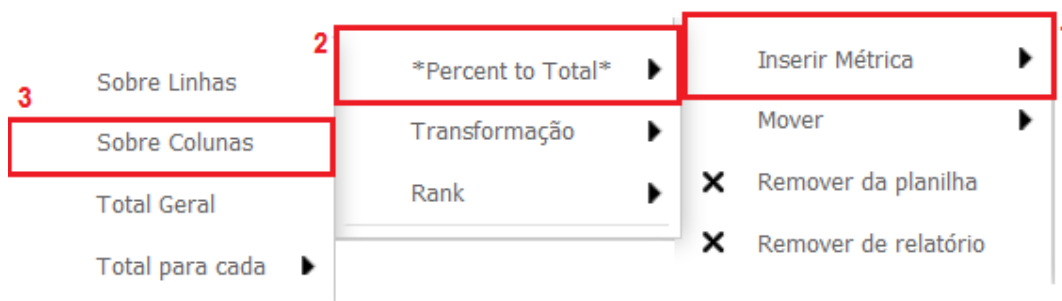 3
Sobre Linhas
Sobre Colunas
Total Geral
Total para cada
2
*Percent to Total*
Transformação
Rank
Inserir Métrica
Mover
Remover da planilha
Remover de relatório